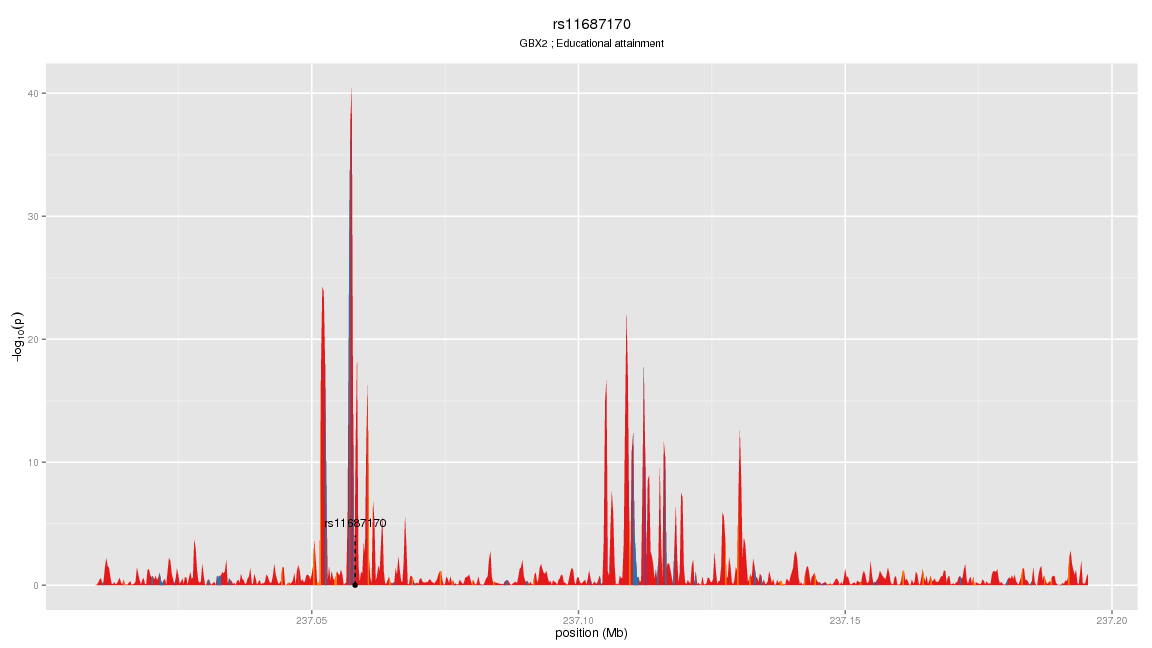 rs11687170
GBX2 ; Educational attainment
40
30
20
10
0
−log10(p)
rs11687170
237.05
237.10
237.15
237.20
position (Mb)